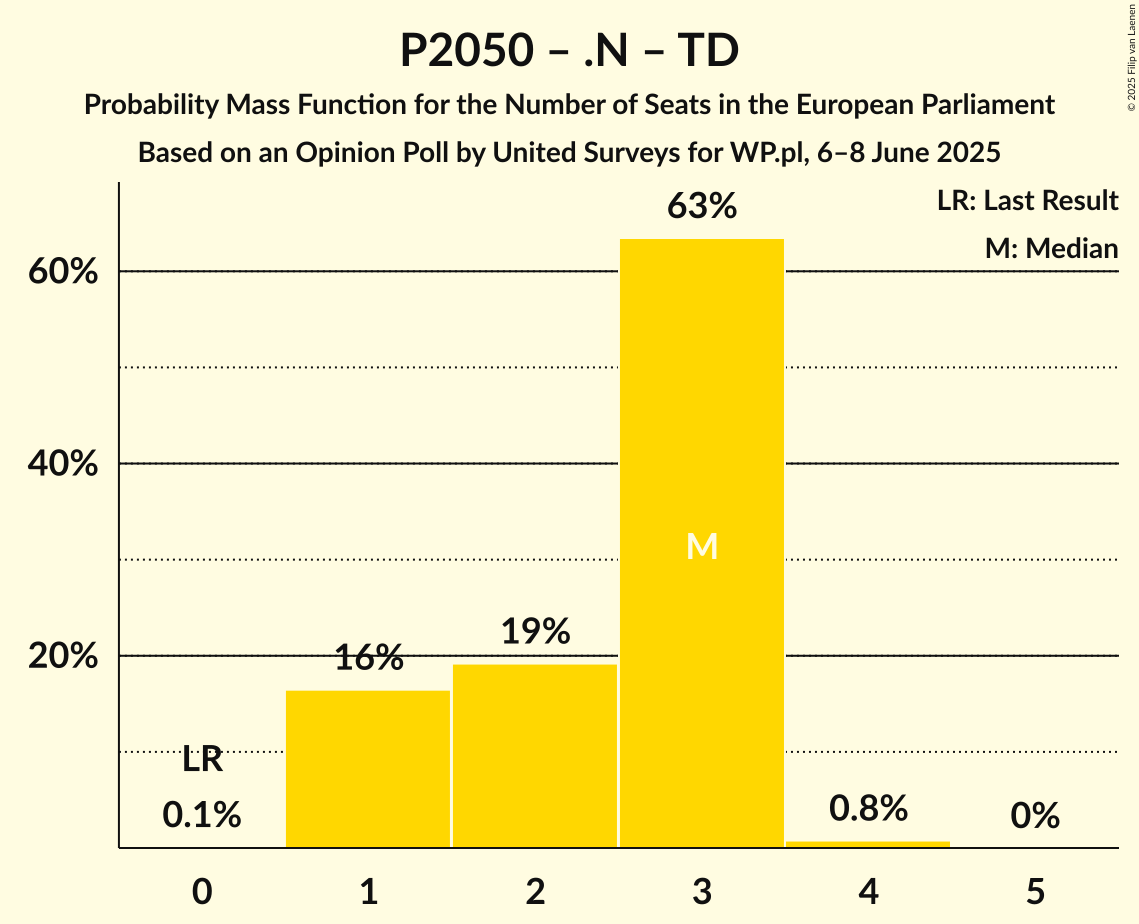 P2050 – .N – TD
Probability Mass Function for the Number of Seats in the European Parliament
Based on an Opinion Poll by United Surveys for WP.pl, 6–8 June 2025
© 2025 Filip van Laenen
LR: Last Result
M: Median
63%
60%
40%
M
20%
16%
19%
LR
0.1%
0.8%
0%
0 1 2 3 4 5